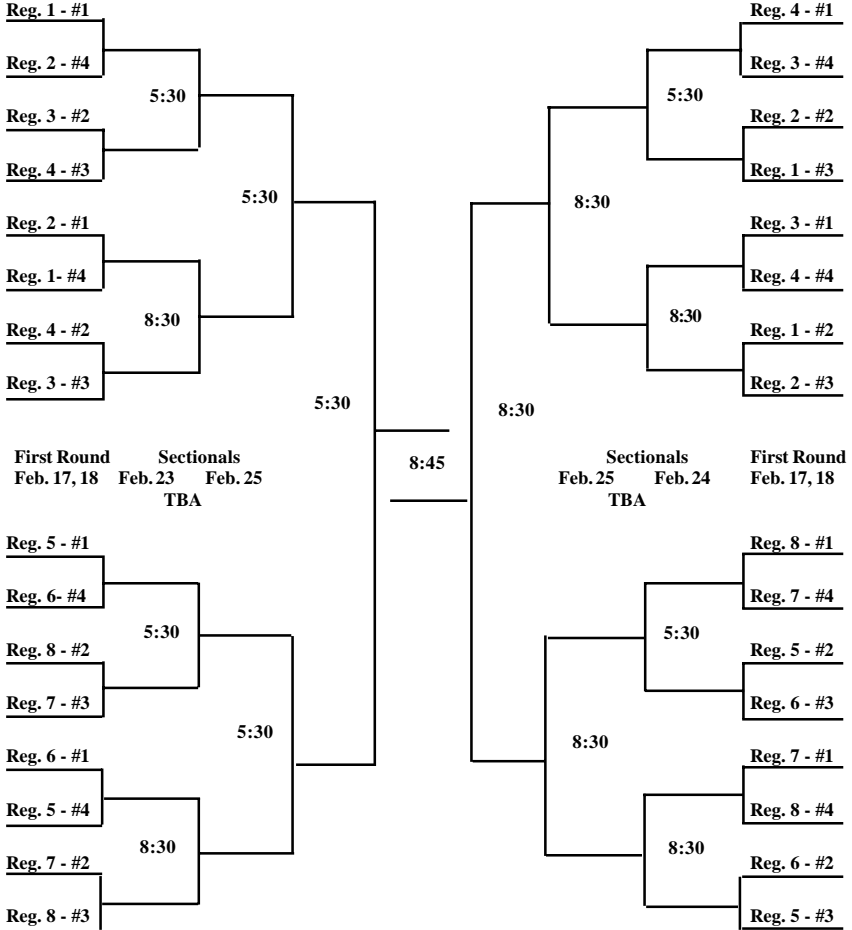 Reg. 1 - #1
Reg. 2 - #4
5:30
Reg. 3 - #2
Reg. 4 - #3
5:30
Reg. 2 - #1
Reg. 1- #4
8:30
Reg. 4 - #2
Reg. 3 - #3
5:30
First Round Sectionals
Feb. 17, 18 Feb. 23 Feb. 25
TBA
Reg. 5 - #1
Reg. 6- #4
5:30
Reg. 8 - #2
Reg. 7 - #3
5:30
Reg. 6 - #1
Reg. 5 - #4
8:30
Reg. 7 - #2
Reg. 8 - #3
8:45
Reg. 4 - #1
Reg. 3 - #4
5:30
Reg. 2 - #2
Reg. 1 - #3
8:30
Reg. 3 - #1
Reg. 4 - #4
8:30
Reg. 1 - #2
Reg. 2 - #3
8:30
Sectionals First Round
Feb. 25 Feb. 24 Feb. 17, 18
TBA
Reg. 8 - #1
Reg. 7 - #4
5:30
Reg. 5 - #2
Reg. 6 - #3
8:30
Reg. 7 - #1
Reg. 8 - #4
8:30
Reg. 6 - #2
Reg. 5 - #3